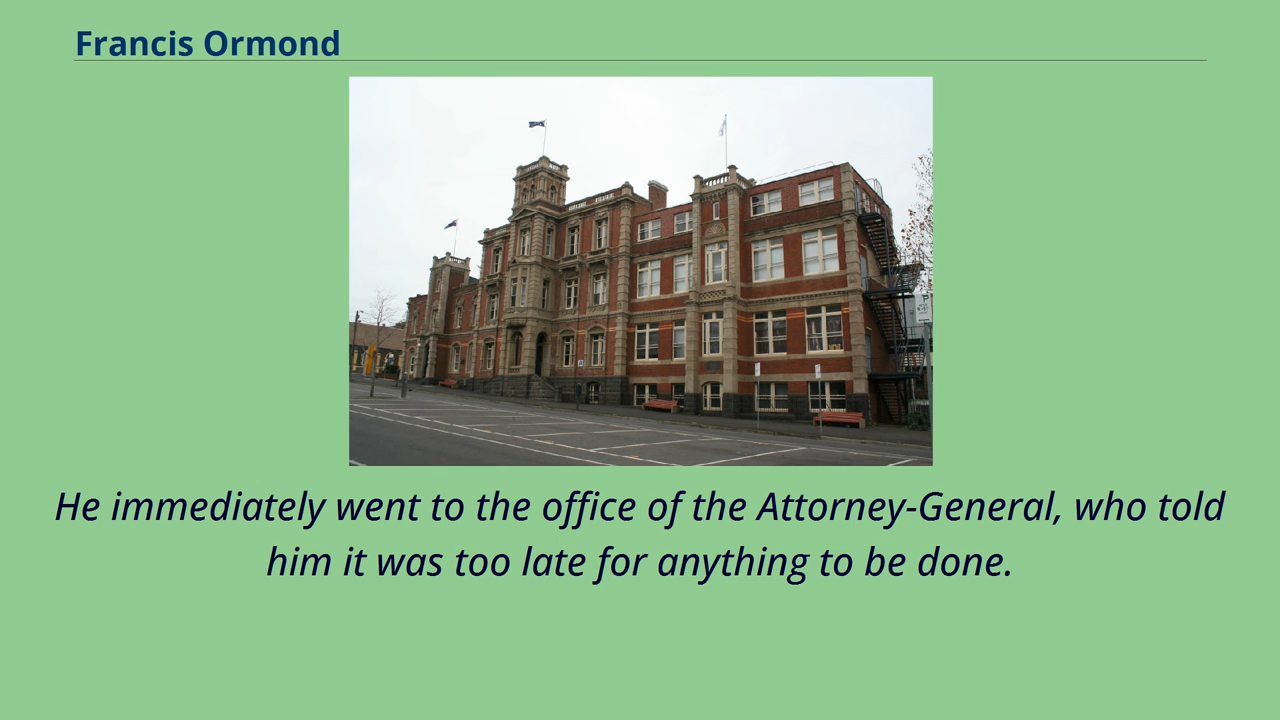 Francis Ormond
He immediately went to the office of the Attorney-General, who told
him it was too late for anything to be done.